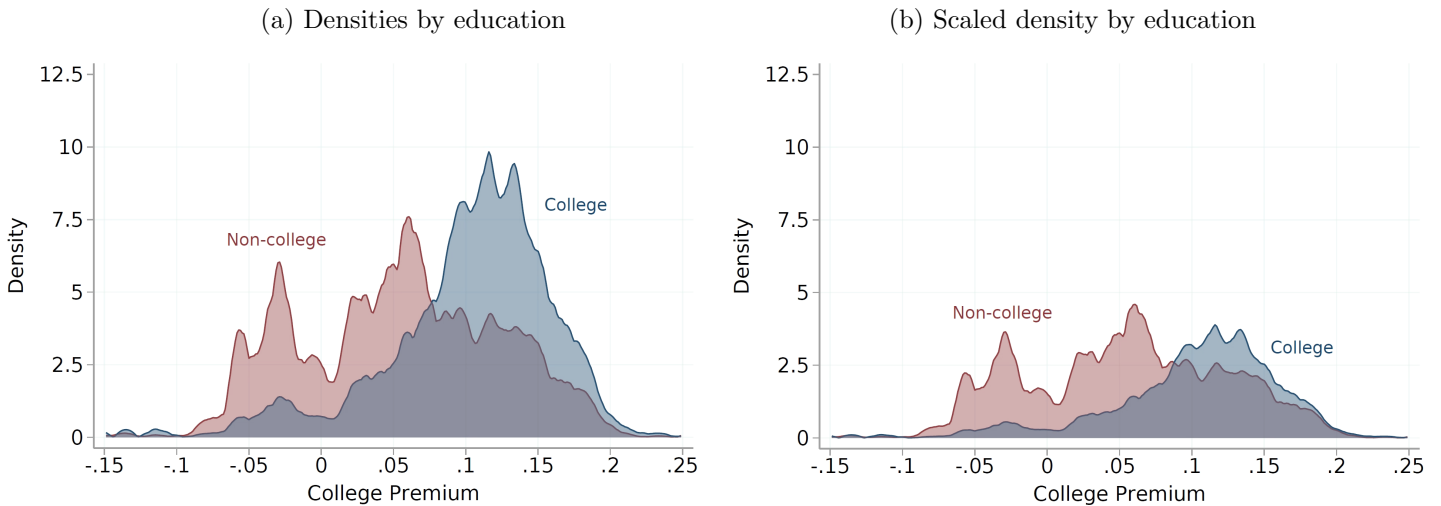 (a) Densities by education
12.5
10
7.5
5
2.5
0
Density
Non-college
College
-.15 -.1 -.05 0 .05 .1 .15 .2 .25
College Premium
(b) Scaled density by education
12.5
10
7.5
5
2.5
0
Density
Non-college
College
-.15 -.1 -.05 0 .05 .1 .15 .2 .25
College Premium